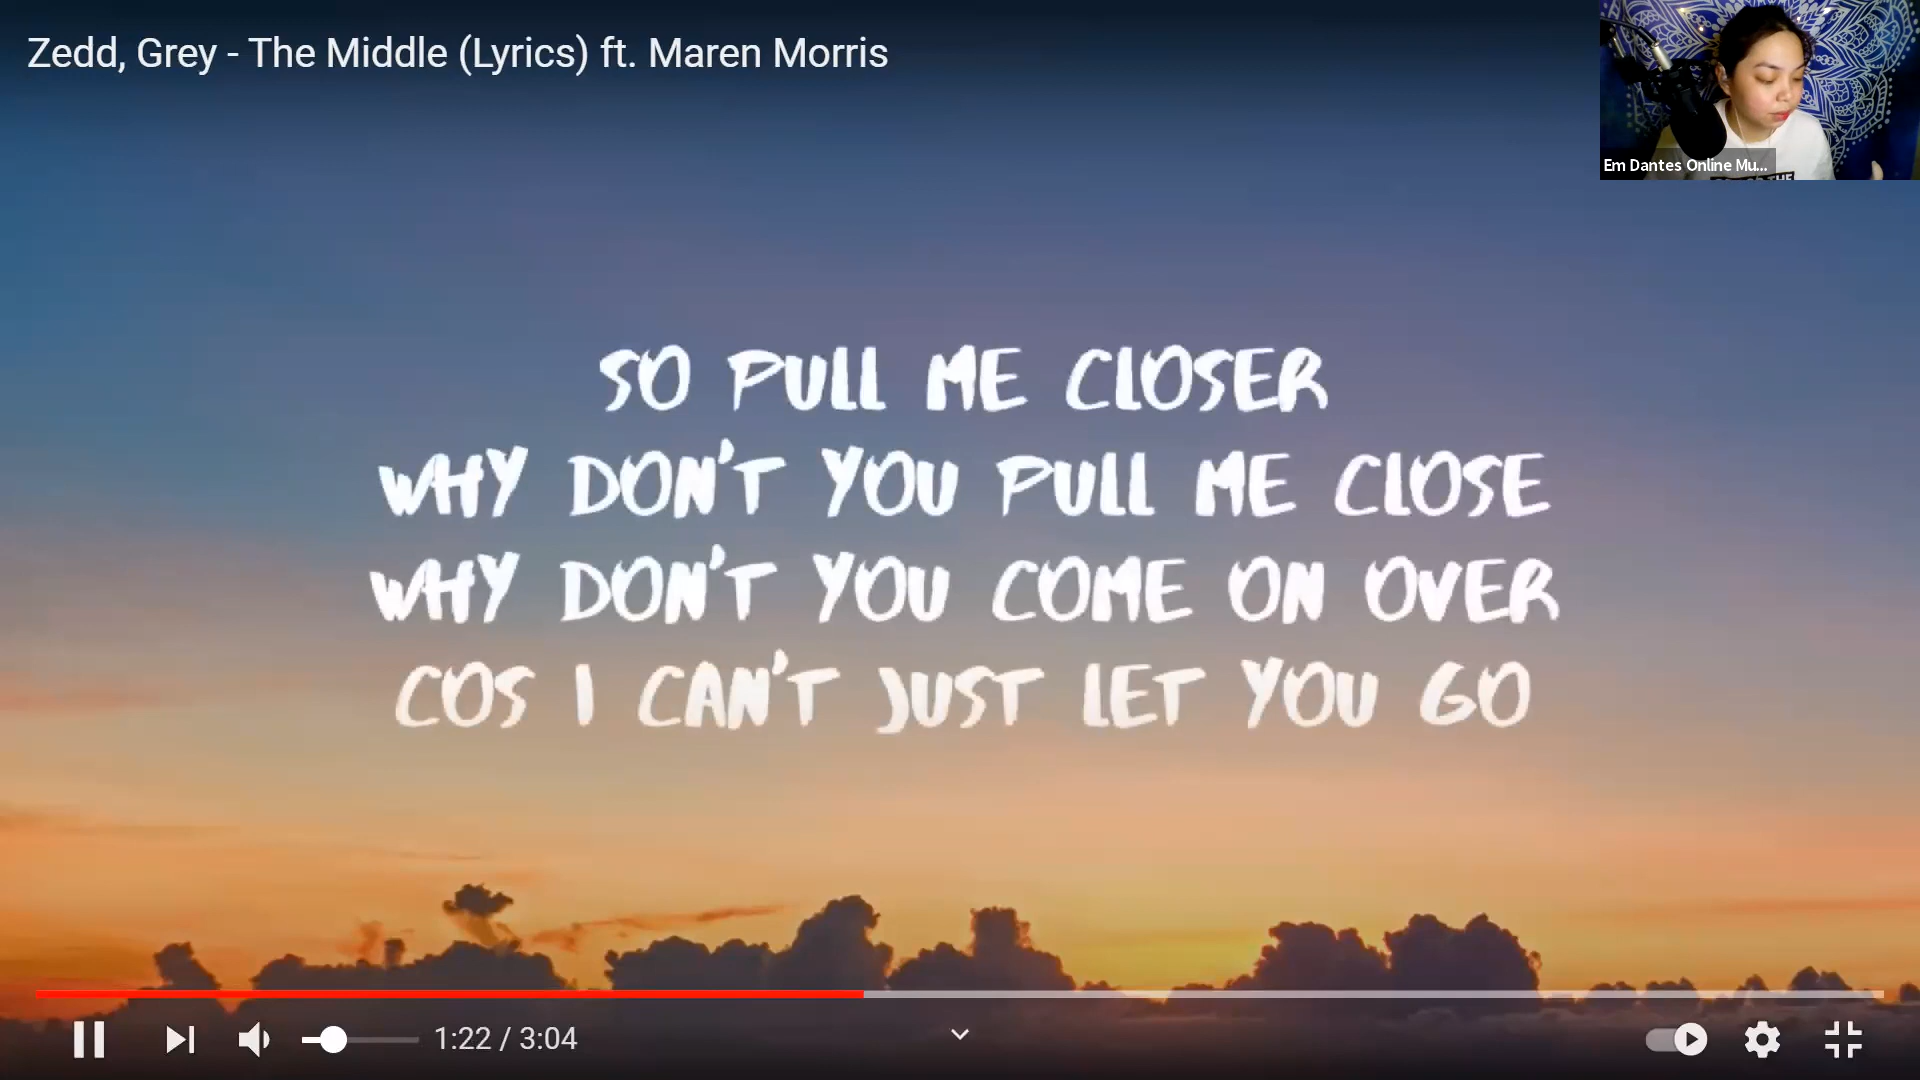 Zedd, Grey - The Middle (Lyrics) ft. Maren Morris
Em Dantes Online Mu...
SO PULL ME CLOSER
WHY DON'T YOU PULL ME CLOSE
WHY DON'T YOU COME ON OVER
COS I CAN'T JUST LET YOU GO
1:22 / 3:04